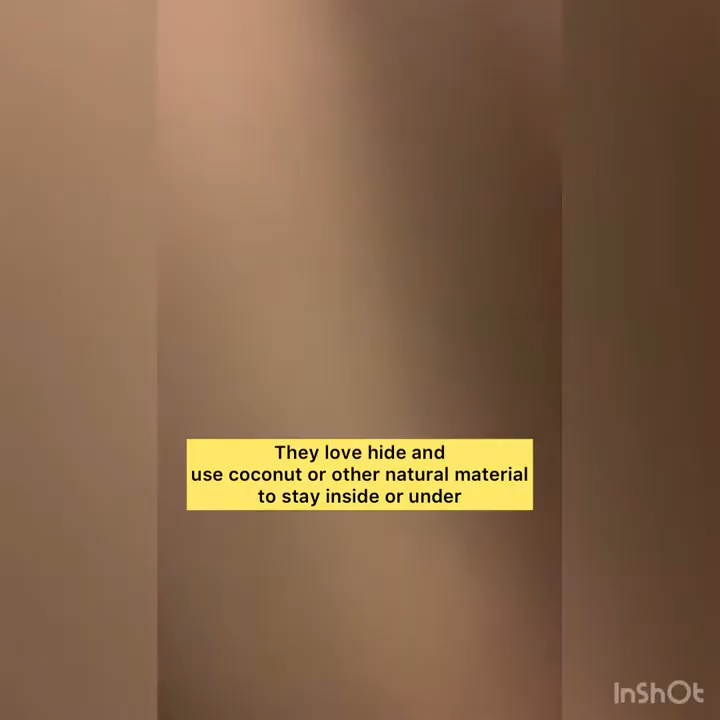 They love hide and
use coconut or other natural material
to stay inside or under
InShOt